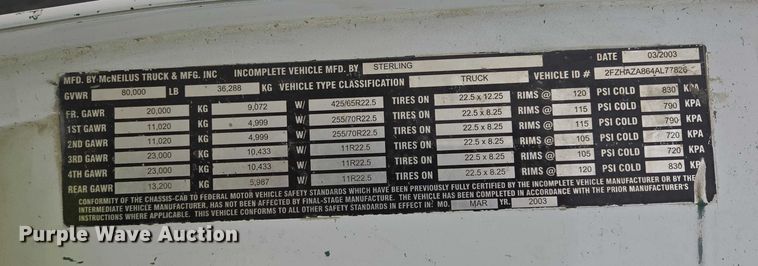 MFD. BY McNEILUS TRUCK & MFG. INC INCOMPLETE VEHICLE MFD. BY STERLING DATE 03/2003
GVWR 80,000 LB 36,288 KG VEHICLE TYPE CLASSIFICATION TRUCK VEHICLE ID # 2FZHAZA864AL77826
FR. GAWR 20,000 KG 9,072 W/ 425/65R22.5 TIRES ON 22.5 x 12.25 RIMS @ 120 PSI COLD 830 KPA
1ST GAWR 11,020 KG 4,999 W/ 255/70R22.5 TIRES ON 22.5 x 8.25 RIMS @ 115 PSI COLD 790 KPA
2ND GAWR 11,020 KG 4,999 W/ 255/70R22.5 TIRES ON 22.5 x 8.25 RIMS @ 115 PSI COLD 790 KPA
3RD GAWR 23,000 KG 10,433 W/ 11R22.5 TIRES ON 22.5 x 8.25 RIMS @ 105 PSI COLD 720 KPA
4TH GAWR 23,000 KG 10,433 W/ 11R22.5 TIRES ON 22.5 x 8.25 RIMS @ 105 PSI COLD 720 KPA
REAR GAWR 13,200 KG 5,987 W/ 11R22.5 TIRES ON 22.5 x 8.25 RIMS @ 120 PSI COLD 830 KPA
CONFORMITY OF THE CHASSIS-CAB TO FEDERAL MOTOR VEHICLE SAFETY STANDARDS WHICH HAVE BEEN PREVIOUSLY FULLY CERTIFIED BY THE INCOMPLETE VEHICLE MANUFACTURER OR BY THE
INTERMEDIATE VEHICLE MANUFACTURER, HAS NOT BEEN AFFECTED BY FINAL-STAGE MANUFACTURE. THE VEHICLE HAS BEEN COMPLETED IN ACCORDANCE WITH THE PRIOR MANUFACTURER'S
INSTRUCTIONS WHERE APPLICABLE. THIS VEHICLE CONFORMS TO ALL OTHER SAFETY STANDARDS IN EFFECT IN: MO. MAR YR. 2003
Purple Wave Auction